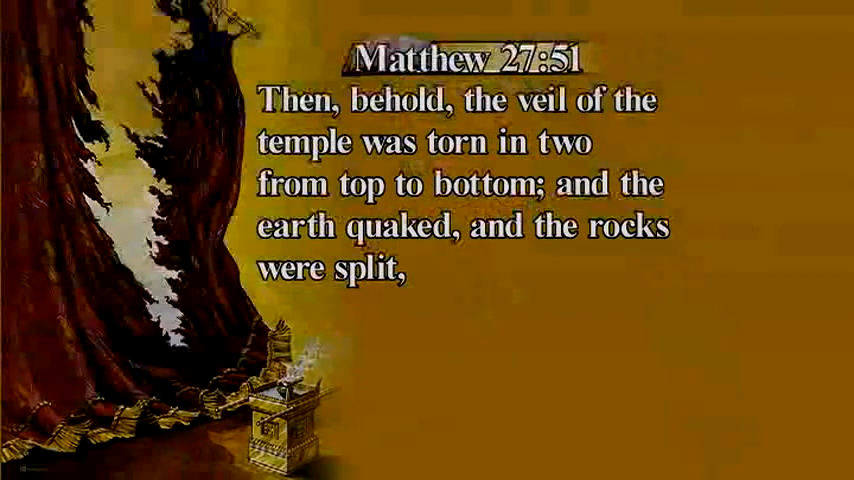 Matthew 27:51
Then, behold, the veil of the
temple was torn in two
from top to bottom; and the
earth quaked, and the rocks
were split,